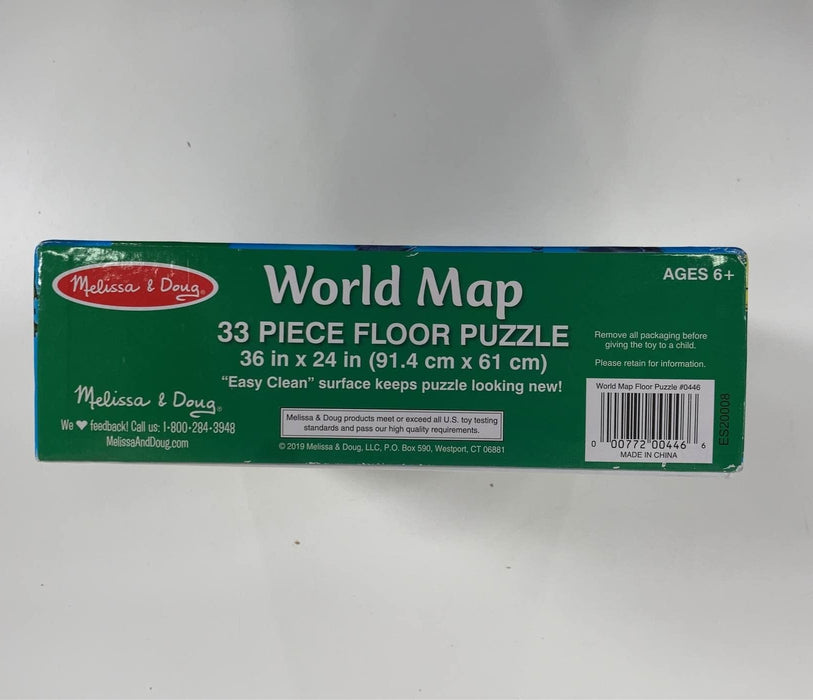 Melissa & Doug®
World Map
AGES 6+
33 PIECE FLOOR PUZZLE
36 in x 24 in (91.4 cm x 61 cm)
“Easy Clean” surface keeps puzzle looking new!
Remove all packaging before
giving the toy to a child.
Please retain for information.
Melissa & Doug®
We ♥ feedback! Call us: 1-800-284-3948
MelissaAndDoug.com
Melissa & Doug products meet or exceed all U.S. toy testing
standards and pass our high quality requirements.
© 2019 Melissa & Doug, LLC, P.O. Box 590, Westport, CT 06881
World Map Floor Puzzle #0446
0 00772 00446 6
MADE IN CHINA
ES20008